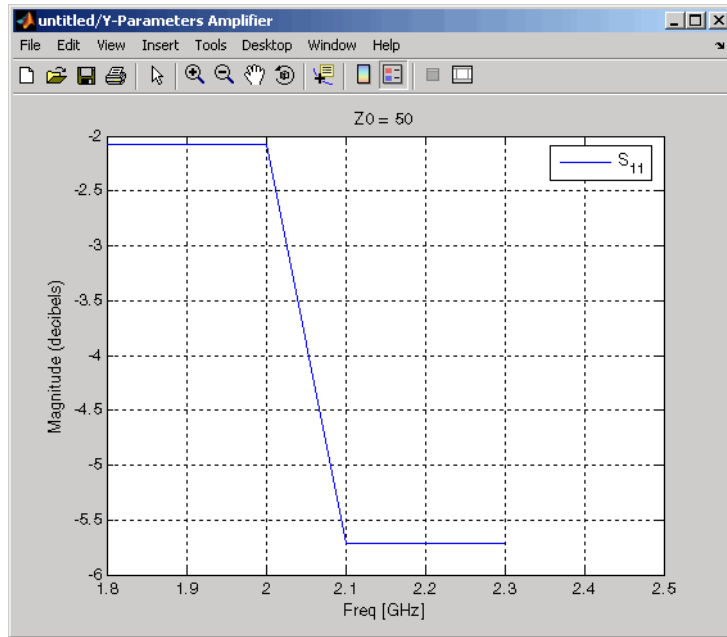 untitled/Y-Parameters Amplifier
File Edit View Insert Tools Desktop Window Help
Z0 = 50
S11
-2
-2.5
-3
-3.5
-4
-4.5
-5
-5.5
-6
Magnitude (decibels)
1.8 1.9 2 2.1 2.2 2.3 2.4 2.5
Freq [GHz]